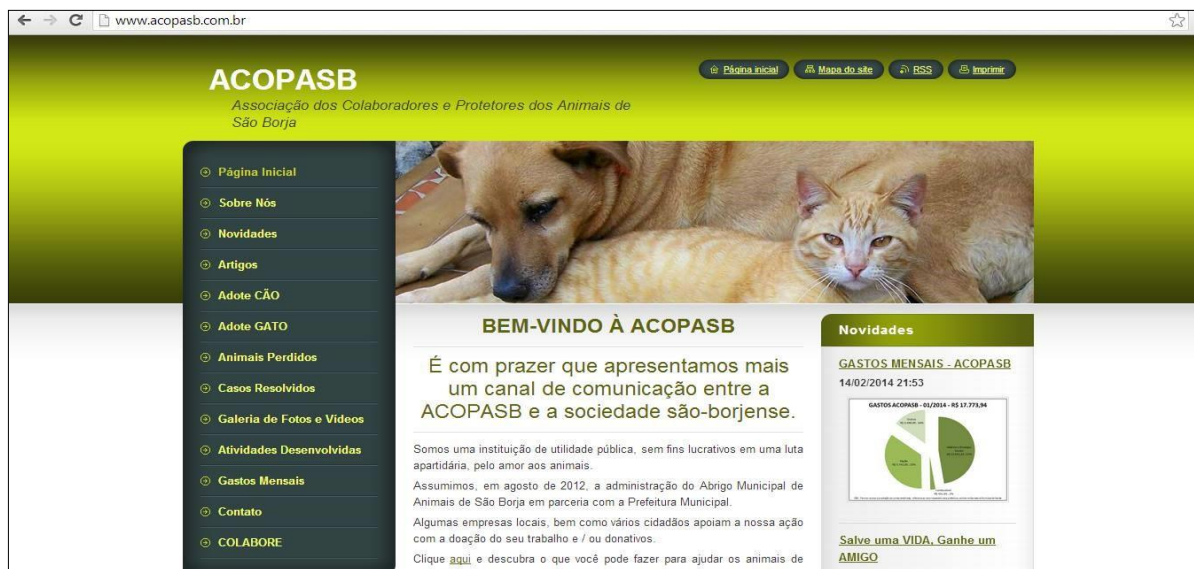 www.acopasb.com.br
ACOPASB
Associação dos Colaboradores e Protetores dos Animais de
São Borja
Página inicial
Mapa do site
RSS
Imprimir
Página Inicial
Sobre Nós
Novidades
Artigos
Adote CÃO
Adote GATO
Animais Perdidos
Casos Resolvidos
Galeria de Fotos e Vídeos
Atividades Desenvolvidas
Gastos Mensais
Contato
COLABORE
BEM-VINDO À ACOPASB
É com prazer que apresentamos mais
um canal de comunicação entre a
ACOPASB e a sociedade são-borjense.
Somos uma instituição de utilidade pública, sem fins lucrativos em uma luta
apartidária, pelo amor aos animais.
Assumimos, em agosto de 2012, a administração do Abrigo Municipal de
Animais de São Borja em parceria com a Prefeitura Municipal.
Algumas empresas locais, bem como vários cidadãos apoiam a nossa ação
com a doação do seu trabalho e / ou donativos.
Clique aqui e descubra o que você pode fazer para ajudar os animais de
Novidades
GASTOS MENSAIS - ACOPASB
14/02/2014 21:53
GASTOS ACOPASB - 01/2014 - R$ 17.773,94
Salve uma VIDA, Ganhe um
AMIGO